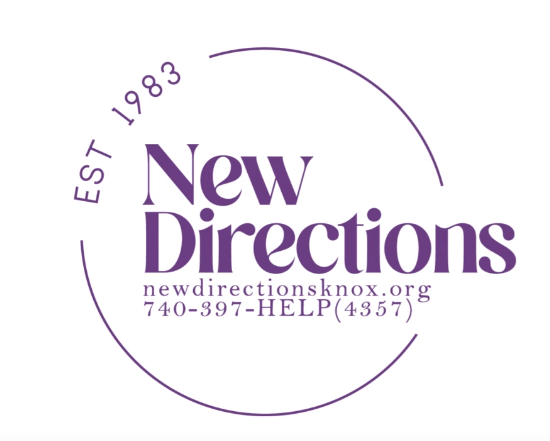 EST 1983
New
Directions
newdirectionsknox.org
740-397-HELP(4357)